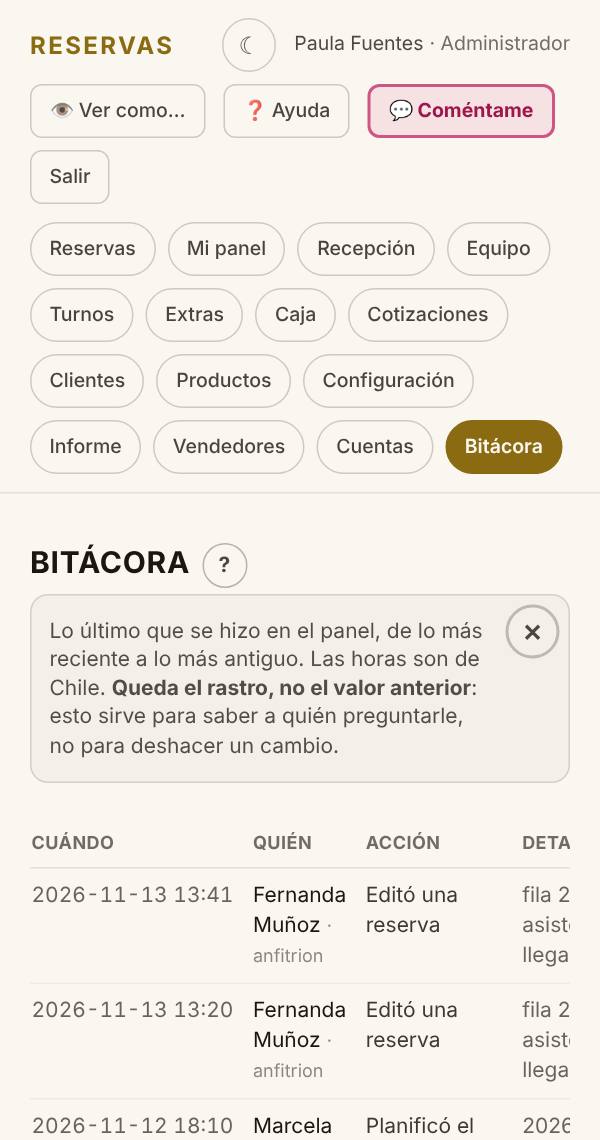 RESERVAS
Paula Fuentes · Administrador
Ver como...
❓ Ayuda
💬 Coméntame
Salir
Reservas
Mi panel
Recepción
Equipo
Turnos
Extras
Caja
Cotizaciones
Clientes
Productos
Configuración
Informe
Vendedores
Cuentas
Bitácora
BITÁCORA ?
Lo último que se hizo en el panel, de lo más
reciente a lo más antiguo. Las horas son de
Chile. Queda el rastro, no el valor anterior:
esto sirve para saber a quién preguntarle,
no para deshacer un cambio.
✕
CUÁNDO QUIÉN ACCIÓN
2026-11-13 13:41 Fernanda Editó una fila
Muñoz · reserva
anfitrion
2026-11-13 13:20 Fernanda Editó una fila
Muñoz · reserva
anfitrion
2026-11-12 18:10 Marcela Planificó el